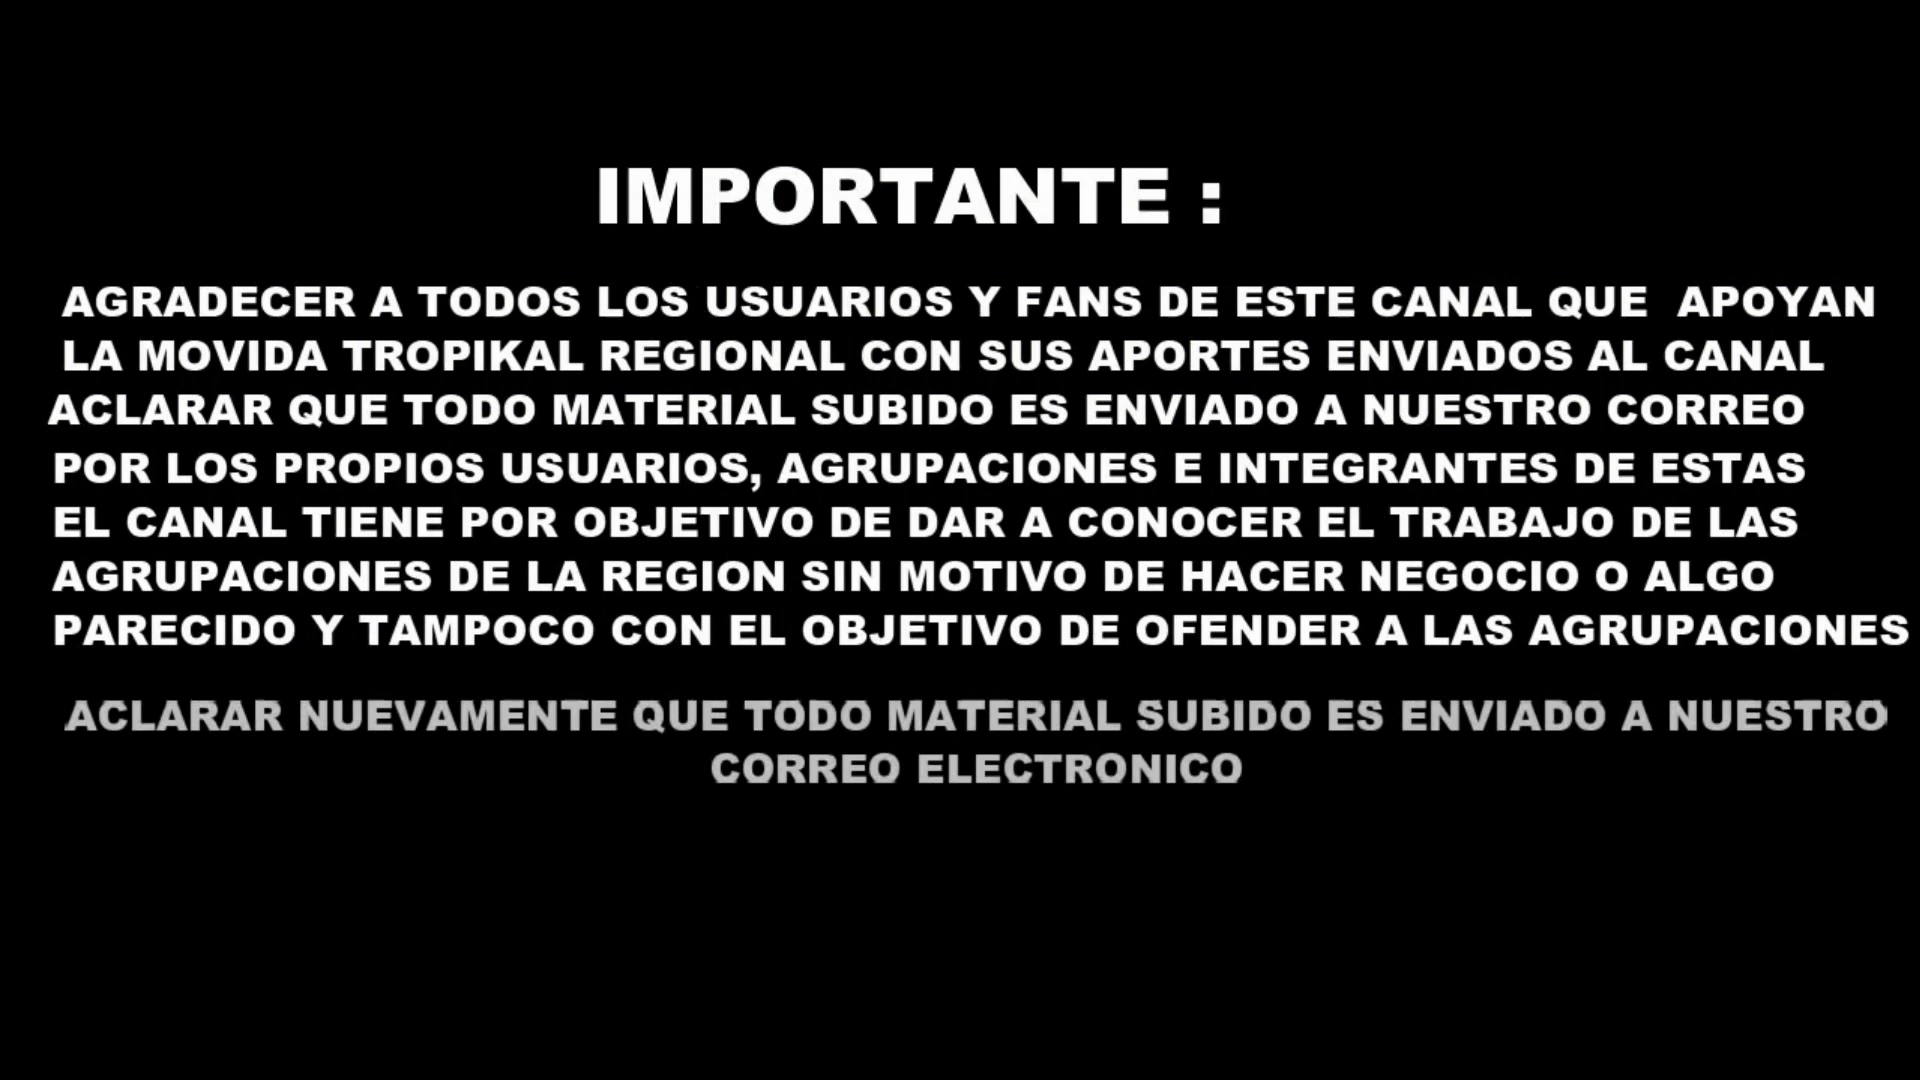 IMPORTANTE :
AGRADECER A TODOS LOS USUARIOS Y FANS DE ESTE CANAL QUE APOYAN
LA MOVIDA TROPIKAL REGIONAL CON SUS APORTES ENVIADOS AL CANAL
ACLARAR QUE TODO MATERIAL SUBIDO ES ENVIADO A NUESTRO CORREO
POR LOS PROPIOS USUARIOS, AGRUPACIONES E INTEGRANTES DE ESTAS
EL CANAL TIENE POR OBJETIVO DE DAR A CONOCER EL TRABAJO DE LAS
AGRUPACIONES DE LA REGION SIN MOTIVO DE HACER NEGOCIO O ALGO
PARECIDO Y TAMPOCO CON EL OBJETIVO DE OFENDER A LAS AGRUPACIONES
ACLARAR NUEVAMENTE QUE TODO MATERIAL SUBIDO ES ENVIADO A NUESTRO
CORREO ELECTRONICO